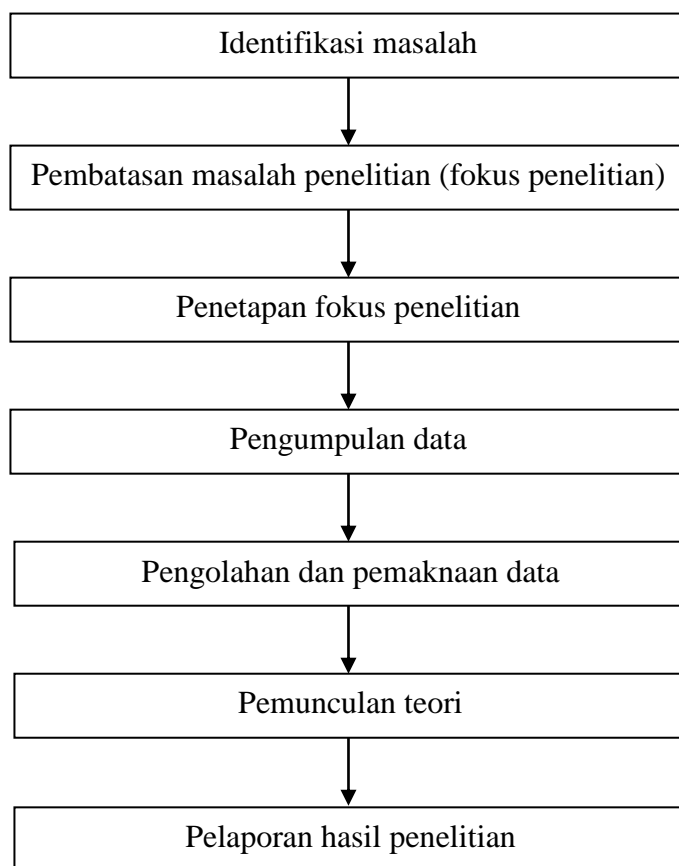 Identifikasi masalah
Pembatasan masalah penelitian (fokus penelitian)
Penetapan fokus penelitian
Pengumpulan data
Pengolahan dan pemaknaan data
Pemunculan teori
Pelaporan hasil penelitian